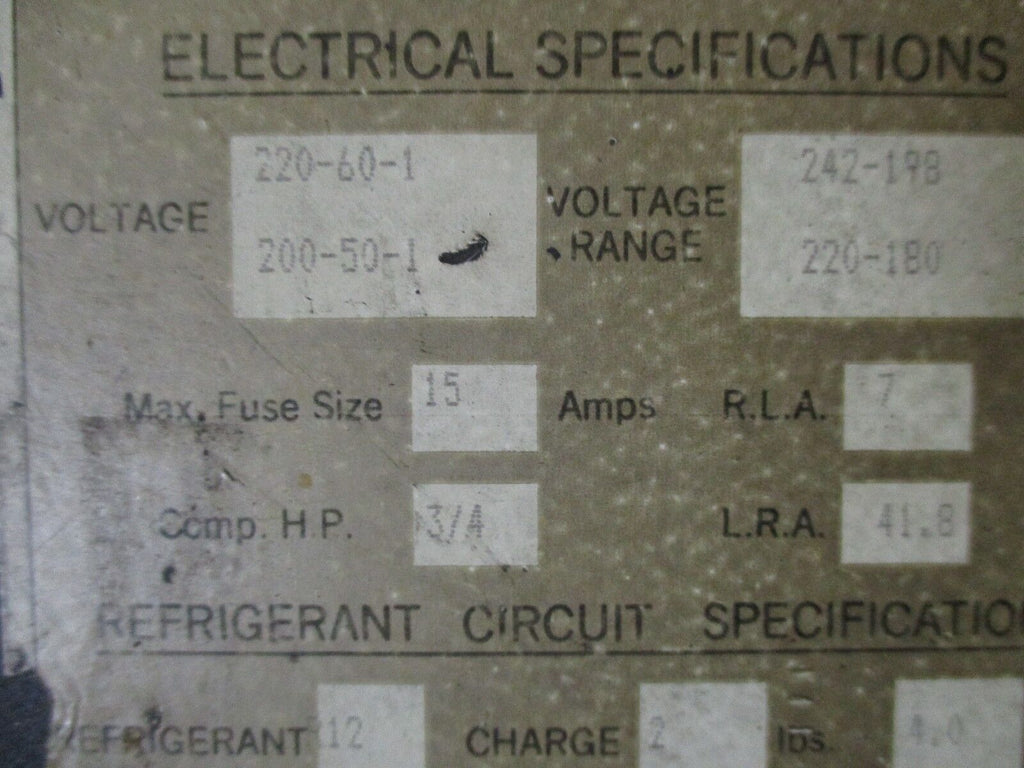 ELECTRICAL SPECIFICATIONS
VOLTAGE 220-60-1 VOLTAGE RANGE 242-198
200-50-1 220-180
Max. Fuse Size 15 Amps R.L.A. 7
Comp. H.P. 3/4 L.R.A. 41.8
REFRIGERANT CIRCUIT SPECIFICATIO
REFRIGERANT 12 CHARGE 2 lbs. 4.0